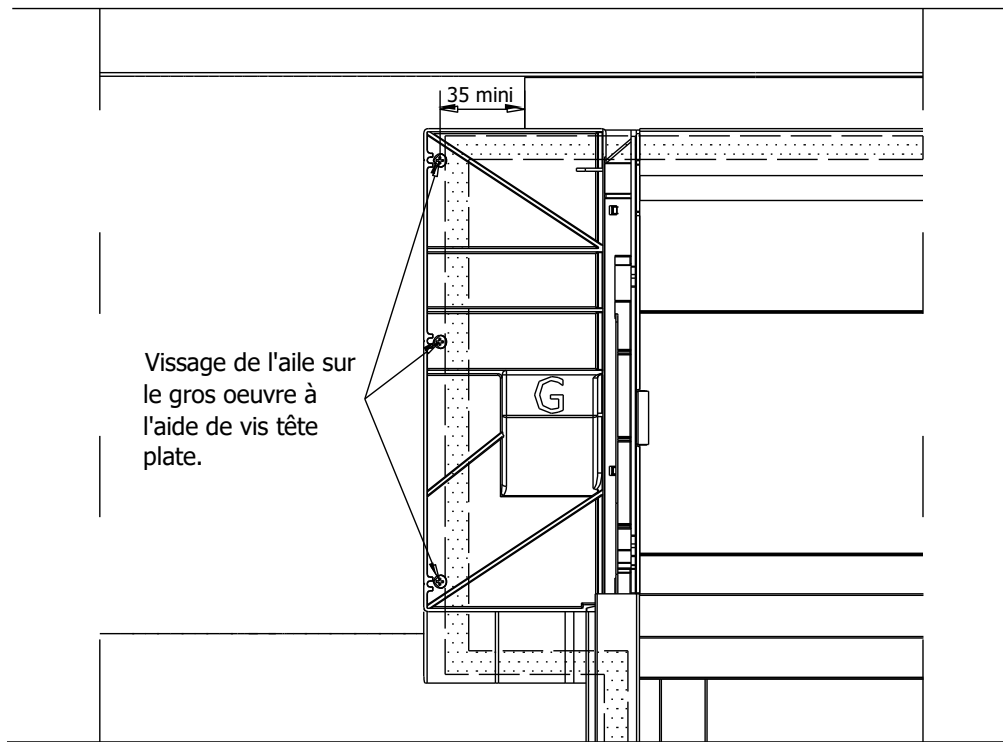 35 mini
Vissage de l'aile sur
le gros oeuvre à
l'aide de vis tête
plate.
G